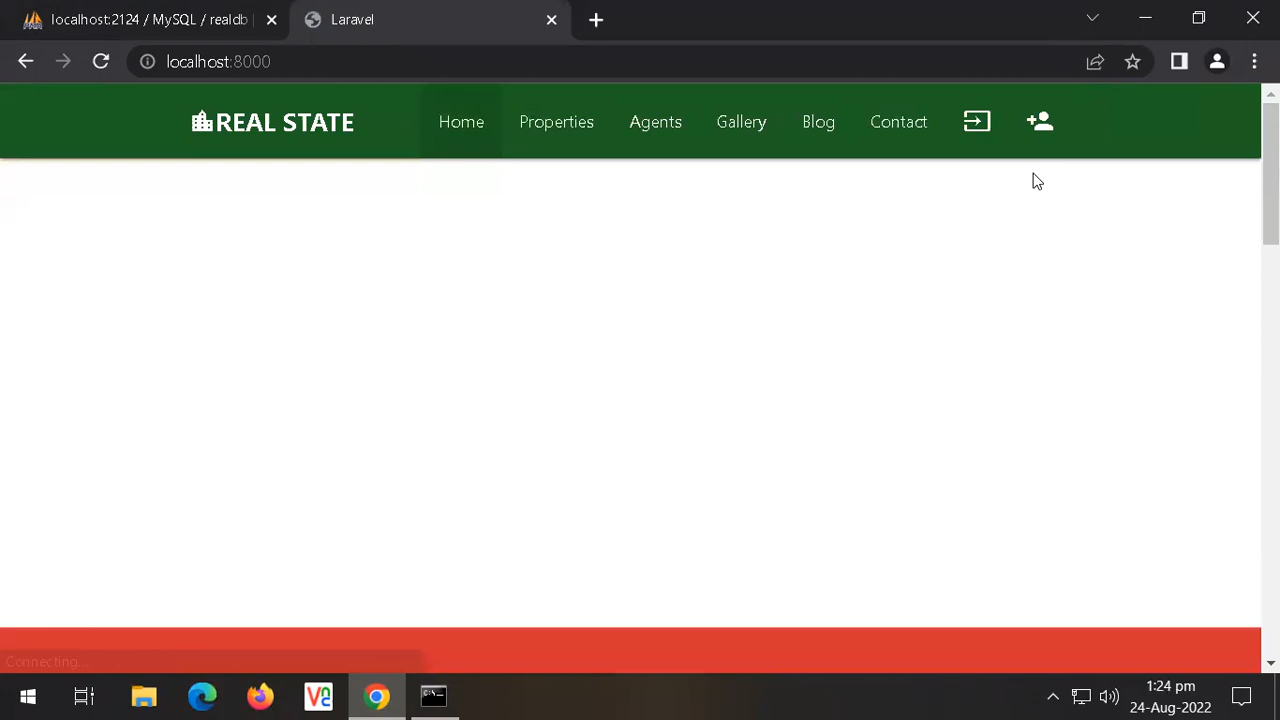 localhost:2124 / MySQL / realdb
Laravel
localhost:8000
REAL STATE
Home
Properties
Agents
Gallery
Blog
Contact
Connecting...
1:24 pm
24-Aug-2022